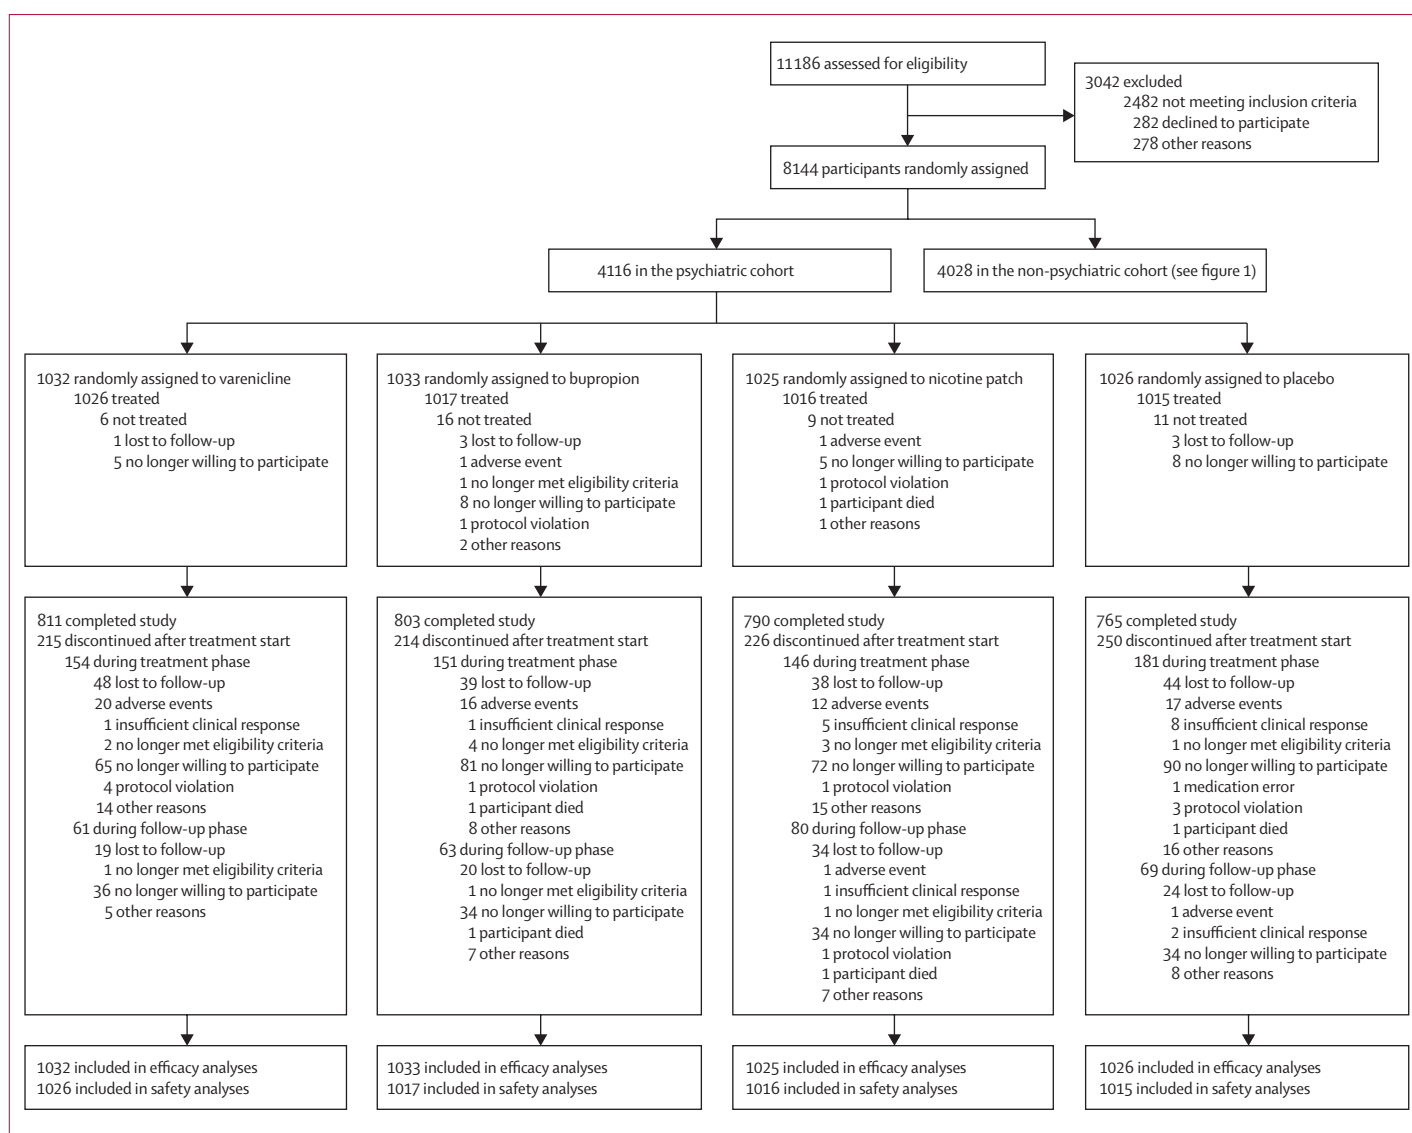 11186 assessed for eligibility
3042 excluded
2482 not meeting inclusion criteria
282 declined to participate
278 other reasons
8144 participants randomly assigned
4116 in the psychiatric cohort
4028 in the non-psychiatric cohort (see figure 1)
1032 randomly assigned to varenicline
1026 treated
6 not treated
1 lost to follow-up
5 no longer willing to participate
1033 randomly assigned to bupropion
1017 treated
16 not treated
3 lost to follow-up
1 adverse event
1 no longer met eligibility criteria
8 no longer willing to participate
1 protocol violation
2 other reasons
1025 randomly assigned to nicotine patch
1016 treated
9 not treated
1 adverse event
5 no longer willing to participate
1 protocol violation
1 participant died
1 other reasons
1026 randomly assigned to placebo
1015 treated
11 not treated
3 lost to follow-up
8 no longer willing to participate
811 completed study
215 discontinued after treatment start
154 during treatment phase
48 lost to follow-up
20 adverse events
1 insufficient clinical response
2 no longer met eligibility criteria
65 no longer willing to participate
4 protocol violation
14 other reasons
61 during follow-up phase
19 lost to follow-up
1 no longer met eligibility criteria
36 no longer willing to participate
5 other reasons
803 completed study
214 discontinued after treatment start
151 during treatment phase
39 lost to follow-up
16 adverse events
1 insufficient clinical response
4 no longer met eligibility criteria
81 no longer willing to participate
1 protocol violation
1 participant died
8 other reasons
63 during follow-up phase
20 lost to follow-up
1 no longer met eligibility criteria
34 no longer willing to participate
1 participant died
7 other reasons
790 completed study
226 discontinued after treatment start
146 during treatment phase
38 lost to follow-up
12 adverse events
5 insufficient clinical response
3 no longer met eligibility criteria
72 no longer willing to participate
1 protocol violation
15 other reasons
80 during follow-up phase
34 lost to follow-up
1 adverse event
1 insufficient clinical response
1 no longer met eligibility criteria
34 no longer willing to participate
1 protocol violation
1 participant died
7 other reasons
765 completed study
250 discontinued after treatment start
181 during treatment phase
44 lost to follow-up
17 adverse events
8 insufficient clinical response
1 no longer met eligibility criteria
90 no longer willing to participate
1 medication error
3 protocol violation
1 participant died
16 other reasons
69 during follow-up phase
24 lost to follow-up
1 adverse event
2 insufficient clinical response
34 no longer willing to participate
8 other reasons
1032 included in efficacy analyses
1026 included in safety analyses
1033 included in efficacy analyses
1017 included in safety analyses
1025 included in efficacy analyses
1016 included in safety analyses
1026 included in efficacy analyses
1015 included in safety analyses